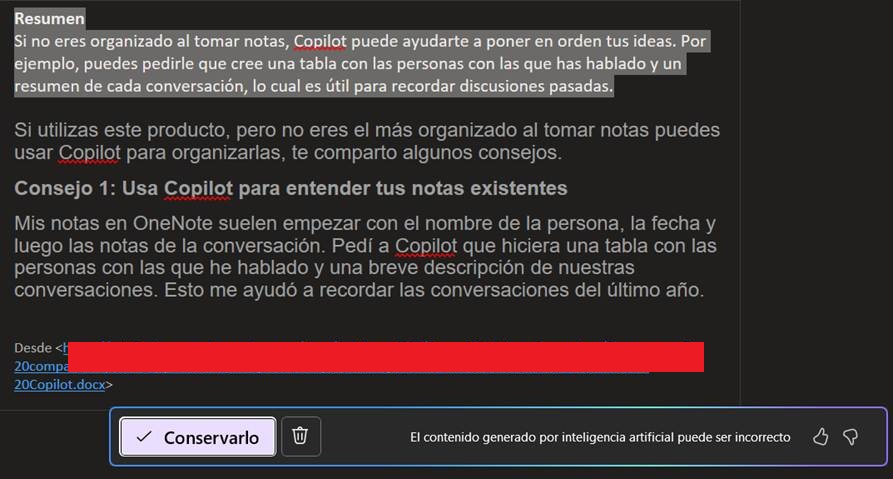 Resumen
Si no eres organizado al tomar notas, Copilot puede ayudarte a poner en orden tus ideas. Por
ejemplo, puedes pedirle que cree una tabla con las personas con las que has hablado y un
resumen de cada conversación, lo cual es útil para recordar discusiones pasadas.
Si utilizas este producto, pero no eres el más organizado al tomar notas puedes
usar Copilot para organizarlas, te comparto algunos consejos.
Consejo 1: Usa Copilot para entender tus notas existentes
Mis notas en OneNote suelen empezar con el nombre de la persona, la fecha y
luego las notas de la conversación. Pedí a Copilot que hiciera una tabla con las
personas con las que he hablado y una breve descripción de nuestras
conversaciones. Esto me ayudó a recordar las conversaciones del último año.
Desde <
20Copilot.docx>
Conservarlo
El contenido generado por inteligencia artificial puede ser incorrecto